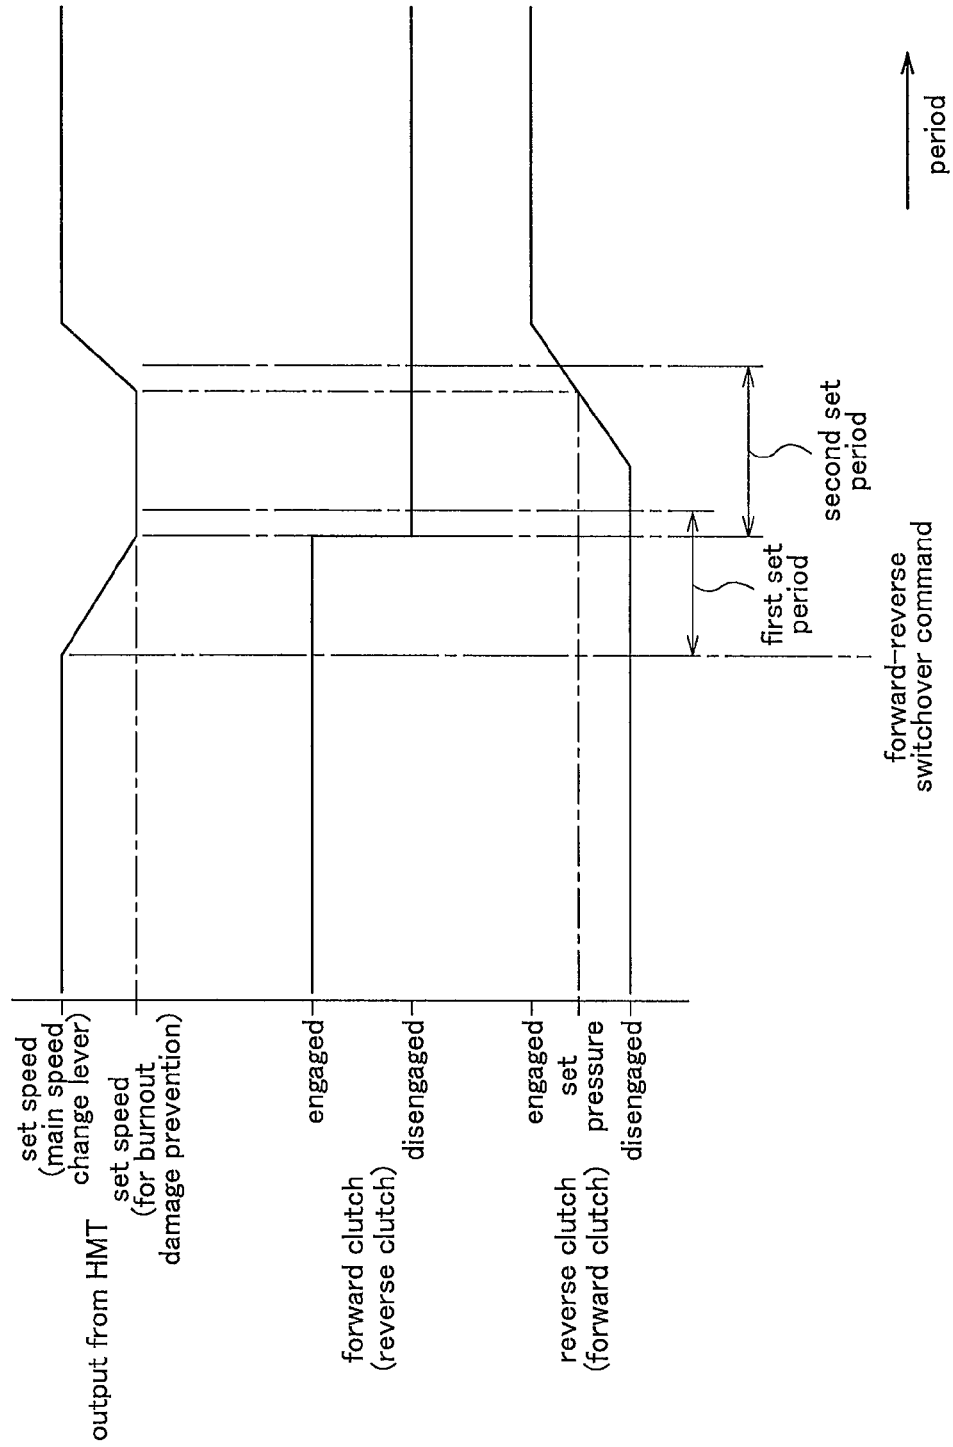 output from HMT
set speed
(main speed
change lever)
set speed
(for burnout
damage prevention)
forward clutch
(reverse clutch)
engaged
disengaged
reverse clutch
(forward clutch)
engaged
set
pressure
disengaged
first set
period
second set
period
forward-reverse
switchover command
period